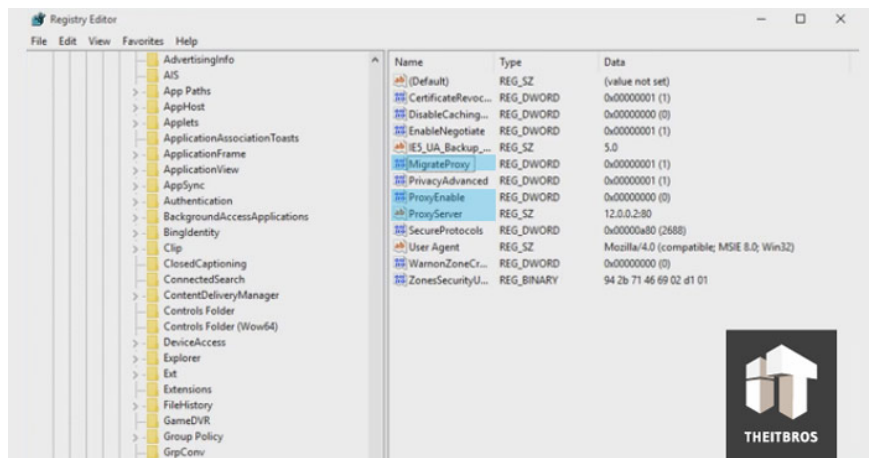 Registry Editor
File Edit View Favorites Help
AdvertisingInfo
AIS
App Paths
AppHost
Applets
ApplicationAssociationToasts
ApplicationFrame
ApplicationView
AppSync
Authentication
BackgroundAccessApplications
BingIdentity
Clip
ClosedCaptioning
ConnectedSearch
ContentDeliveryManager
Controls Folder
Controls Folder (Wow64)
DeviceAccess
Explorer
Ext
Extensions
FileHistory
GameDVR
Group Policy
GrpConv
Name Type Data
(Default) REG_SZ (value not set)
CertificateRevoc... REG_DWORD 0x00000001 (1)
DisableCaching... REG_DWORD 0x00000000 (0)
EnableNegotiate REG_DWORD 0x00000001 (1)
IE5_UA_Backup_... REG_SZ 5.0
MigrateProxy REG_DWORD 0x00000001 (1)
PrivacyAdvanced REG_DWORD 0x00000001 (1)
ProxyEnable REG_DWORD 0x00000000 (0)
ProxyServer REG_SZ 12.0.0.2:80
SecureProtocols REG_DWORD 0x00000a80 (2688)
User Agent REG_SZ Mozilla/4.0 (compatible; MSIE 8.0; Win32)
WarnonZoneCr... REG_DWORD 0x00000000 (0)
ZonesSecurityU... REG_BINARY 94 2b 71 46 69 02 d1 01
THEITBROS